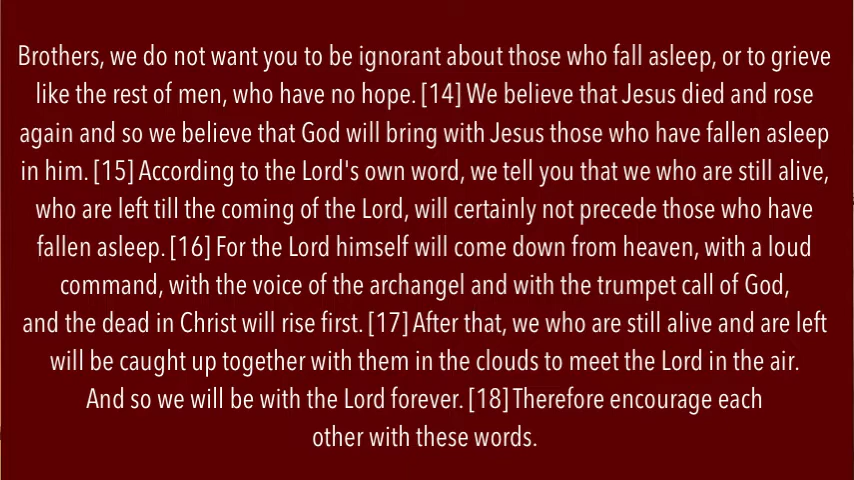 Brothers, we do not want you to be ignorant about those who fall asleep, or to grieve
like the rest of men, who have no hope. [14] We believe that Jesus died and rose
again and so we believe that God will bring with Jesus those who have fallen asleep
in him. [15] According to the Lord's own word, we tell you that we who are still alive,
who are left till the coming of the Lord, will certainly not precede those who have
fallen asleep. [16] For the Lord himself will come down from heaven, with a loud
command, with the voice of the archangel and with the trumpet call of God,
and the dead in Christ will rise first. [17] After that, we who are still alive and are left
will be caught up together with them in the clouds to meet the Lord in the air.
And so we will be with the Lord forever. [18] Therefore encourage each
other with these words.